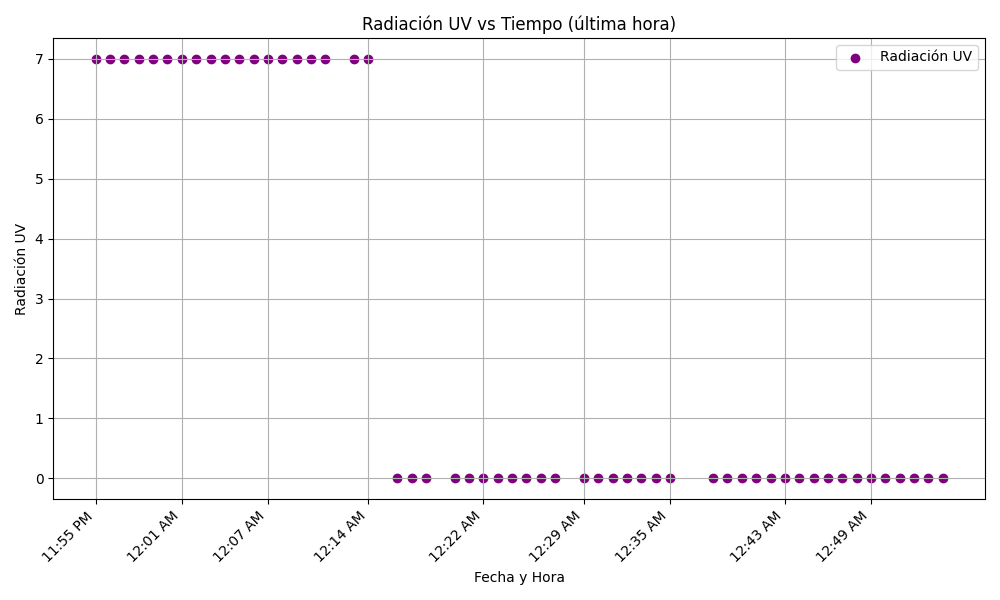 Radiación UV vs Tiempo (última hora)
Radiación UV
7
6
5
4
3
2
1
0
Radiación UV
11:55 PM
12:01 AM
12:07 AM
12:14 AM
12:22 AM
12:29 AM
12:35 AM
12:43 AM
12:49 AM
Fecha y Hora